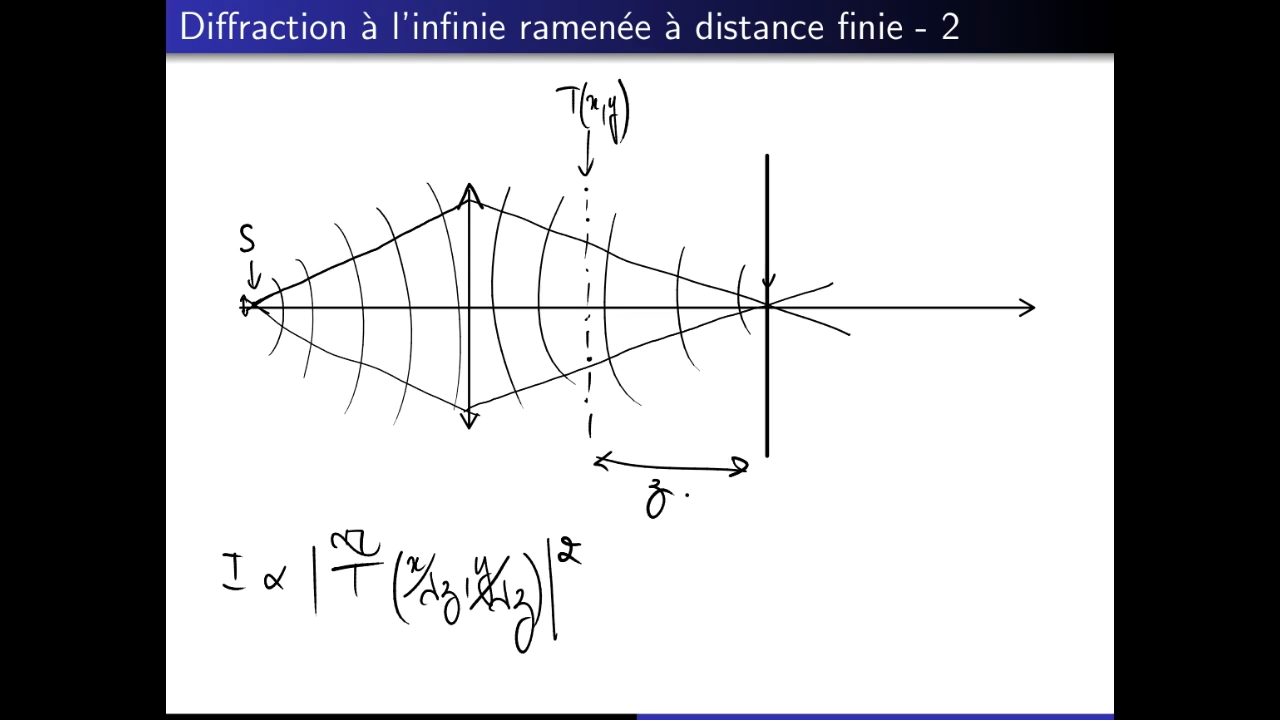 Diffraction à l'infinie ramenée à distance finie - 2
T(x,y)
S
z.
I ∝ |T̃(x/λz, y/λz)|²